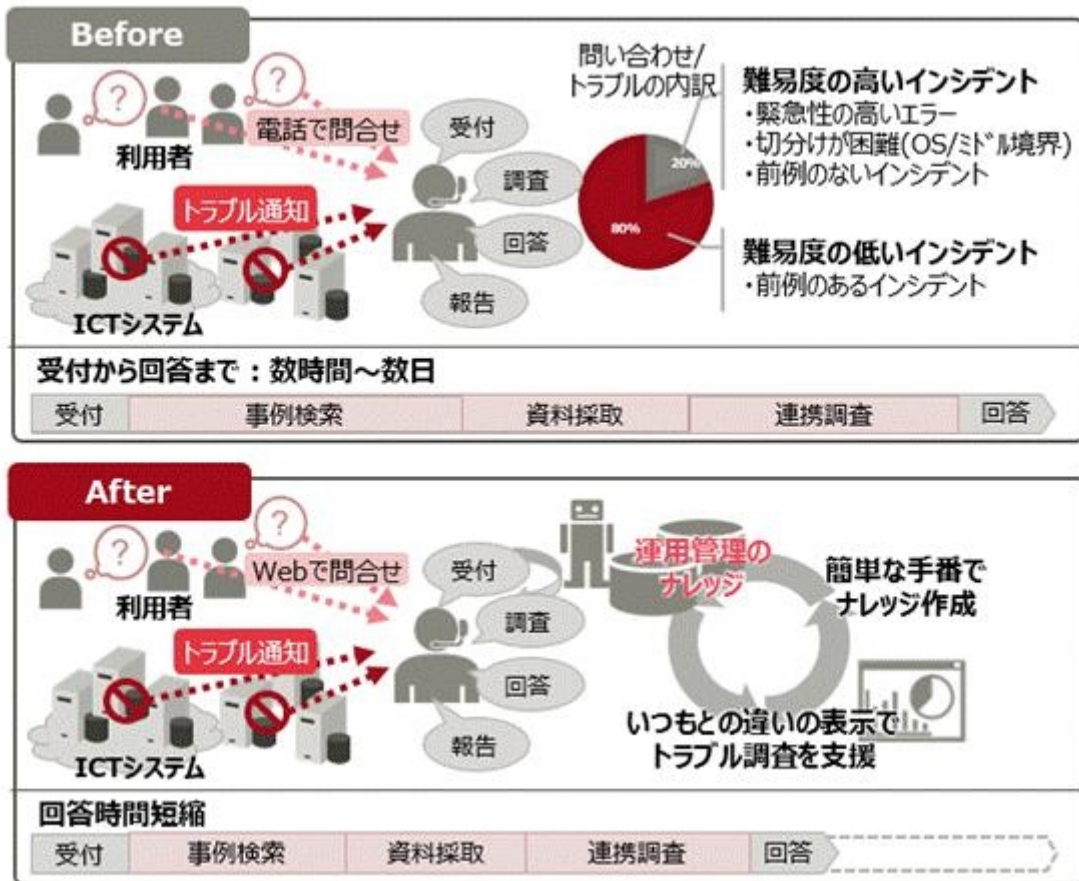 Before
?
?
利用者
電話で問合せ
トラブル通知
ICTシステム
受付
調査
回答
報告
問い合わせ/
トラブルの内訳
20%
80%
難易度の高いインシデント
・緊急性の高いエラー
・切分けが困難(OS/ミドル境界)
・前例のないインシデント
難易度の低いインシデント
・前例のあるインシデント
受付から回答まで：数時間～数日
受付
事例検索
資料採取
連携調査
回答
After
?
?
利用者
Webで問合せ
トラブル通知
ICTシステム
受付
調査
回答
報告
運用管理の
ナレッジ
簡単な手番で
ナレッジ作成
いつもとの違いの表示で
トラブル調査を支援
回答時間短縮
受付
事例検索
資料採取
連携調査
回答